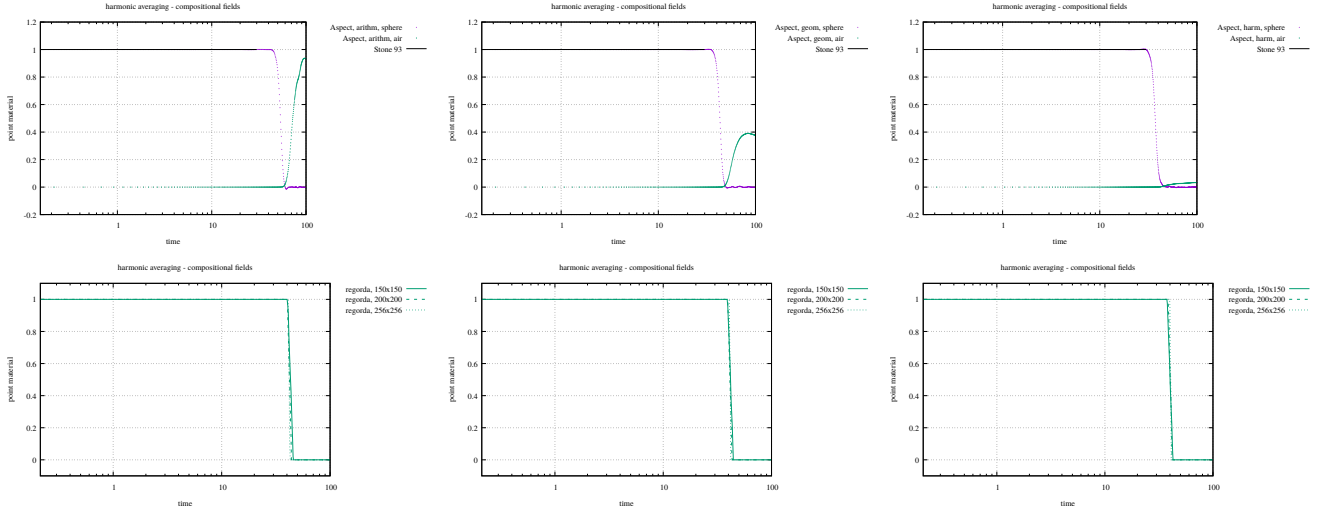 harmonic averaging - compositional fields
Aspect, arithm, sphere
Aspect, arithm, air
Stone 93
1.2
1
0.8
0.6
0.4
0.2
0
-0.2
point material
1
10
100
time
harmonic averaging - compositional fields
Aspect, geom, sphere
Aspect, geom, air
Stone 93
1.2
1
0.8
0.6
0.4
0.2
0
-0.2
point material
1
10
100
time
harmonic averaging - compositional fields
Aspect, harm, sphere
Aspect, harm, air
Stone 93
1.2
1
0.8
0.6
0.4
0.2
0
-0.2
point material
1
10
100
time
harmonic averaging - compositional fields
regorda, 150x150
regorda, 200x200
regorda, 256x256
1
0.8
0.6
0.4
0.2
0
point material
1
10
100
time
harmonic averaging - compositional fields
regorda, 150x150
regorda, 200x200
regorda, 256x256
1
0.8
0.6
0.4
0.2
0
point material
1
10
100
time
harmonic averaging - compositional fields
regorda, 150x150
regorda, 200x200
regorda, 256x256
1
0.8
0.6
0.4
0.2
0
point material
1
10
100
time